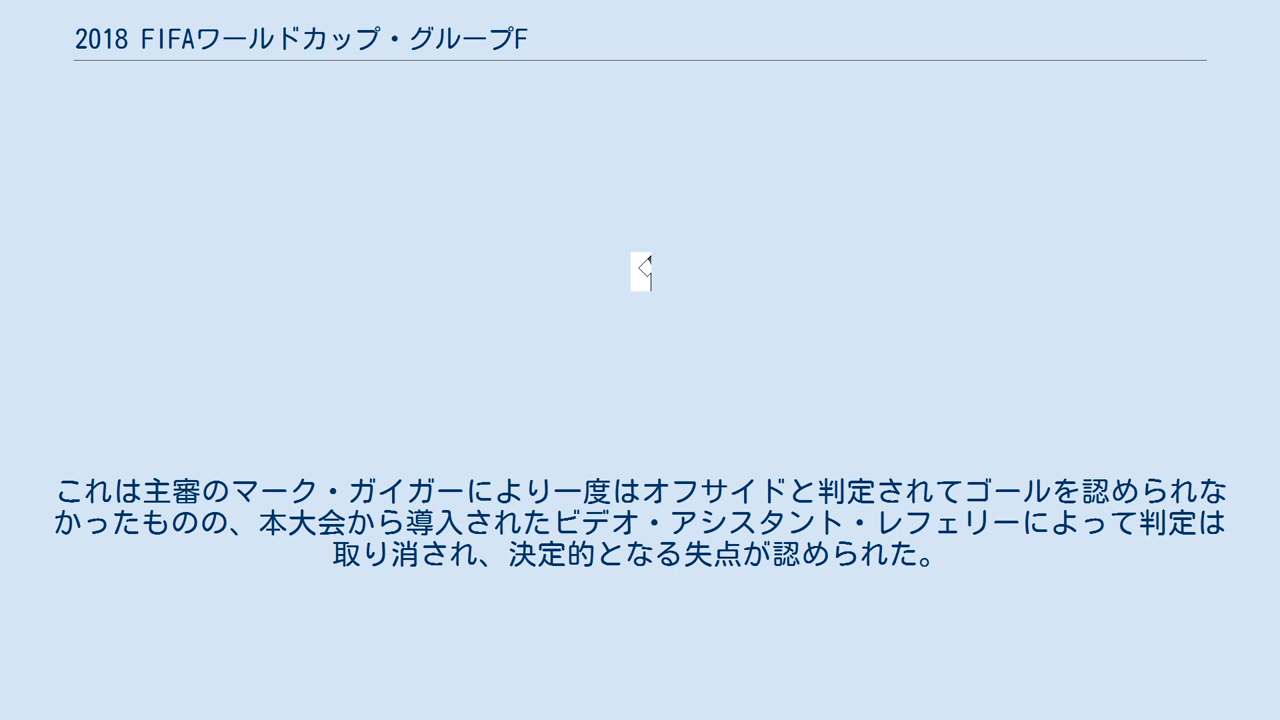 2018 FIFAワールドカップ・グループF
これは主審のマーク・ガイガーにより一度はオフサイドと判定されてゴールを認められな
かったものの、本大会から導入されたビデオ・アシスタント・レフェリーによって判定は
取り消され、決定的となる失点が認められた。